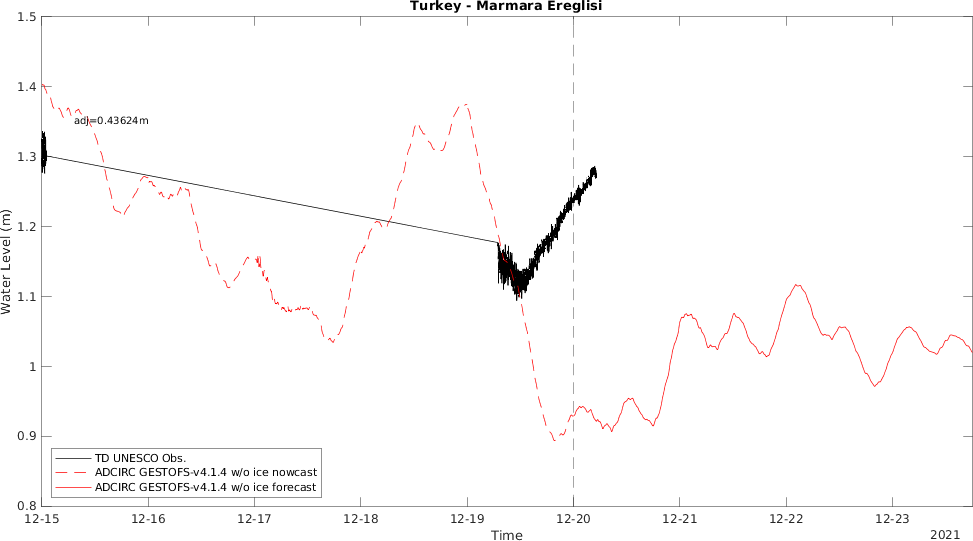 Turkey - Marmara Ereglisi
1.5
1.4
1.3
1.2
1.1
1
0.9
0.8
Water Level (m)
adj=0.43624m
TD UNESCO Obs.
ADCIRC GESTOFS-v4.1.4 w/o ice nowcast
ADCIRC GESTOFS-v4.1.4 w/o ice forecast
12-15 12-16 12-17 12-18 12-19 12-20 12-21 12-22 12-23
Time
2021